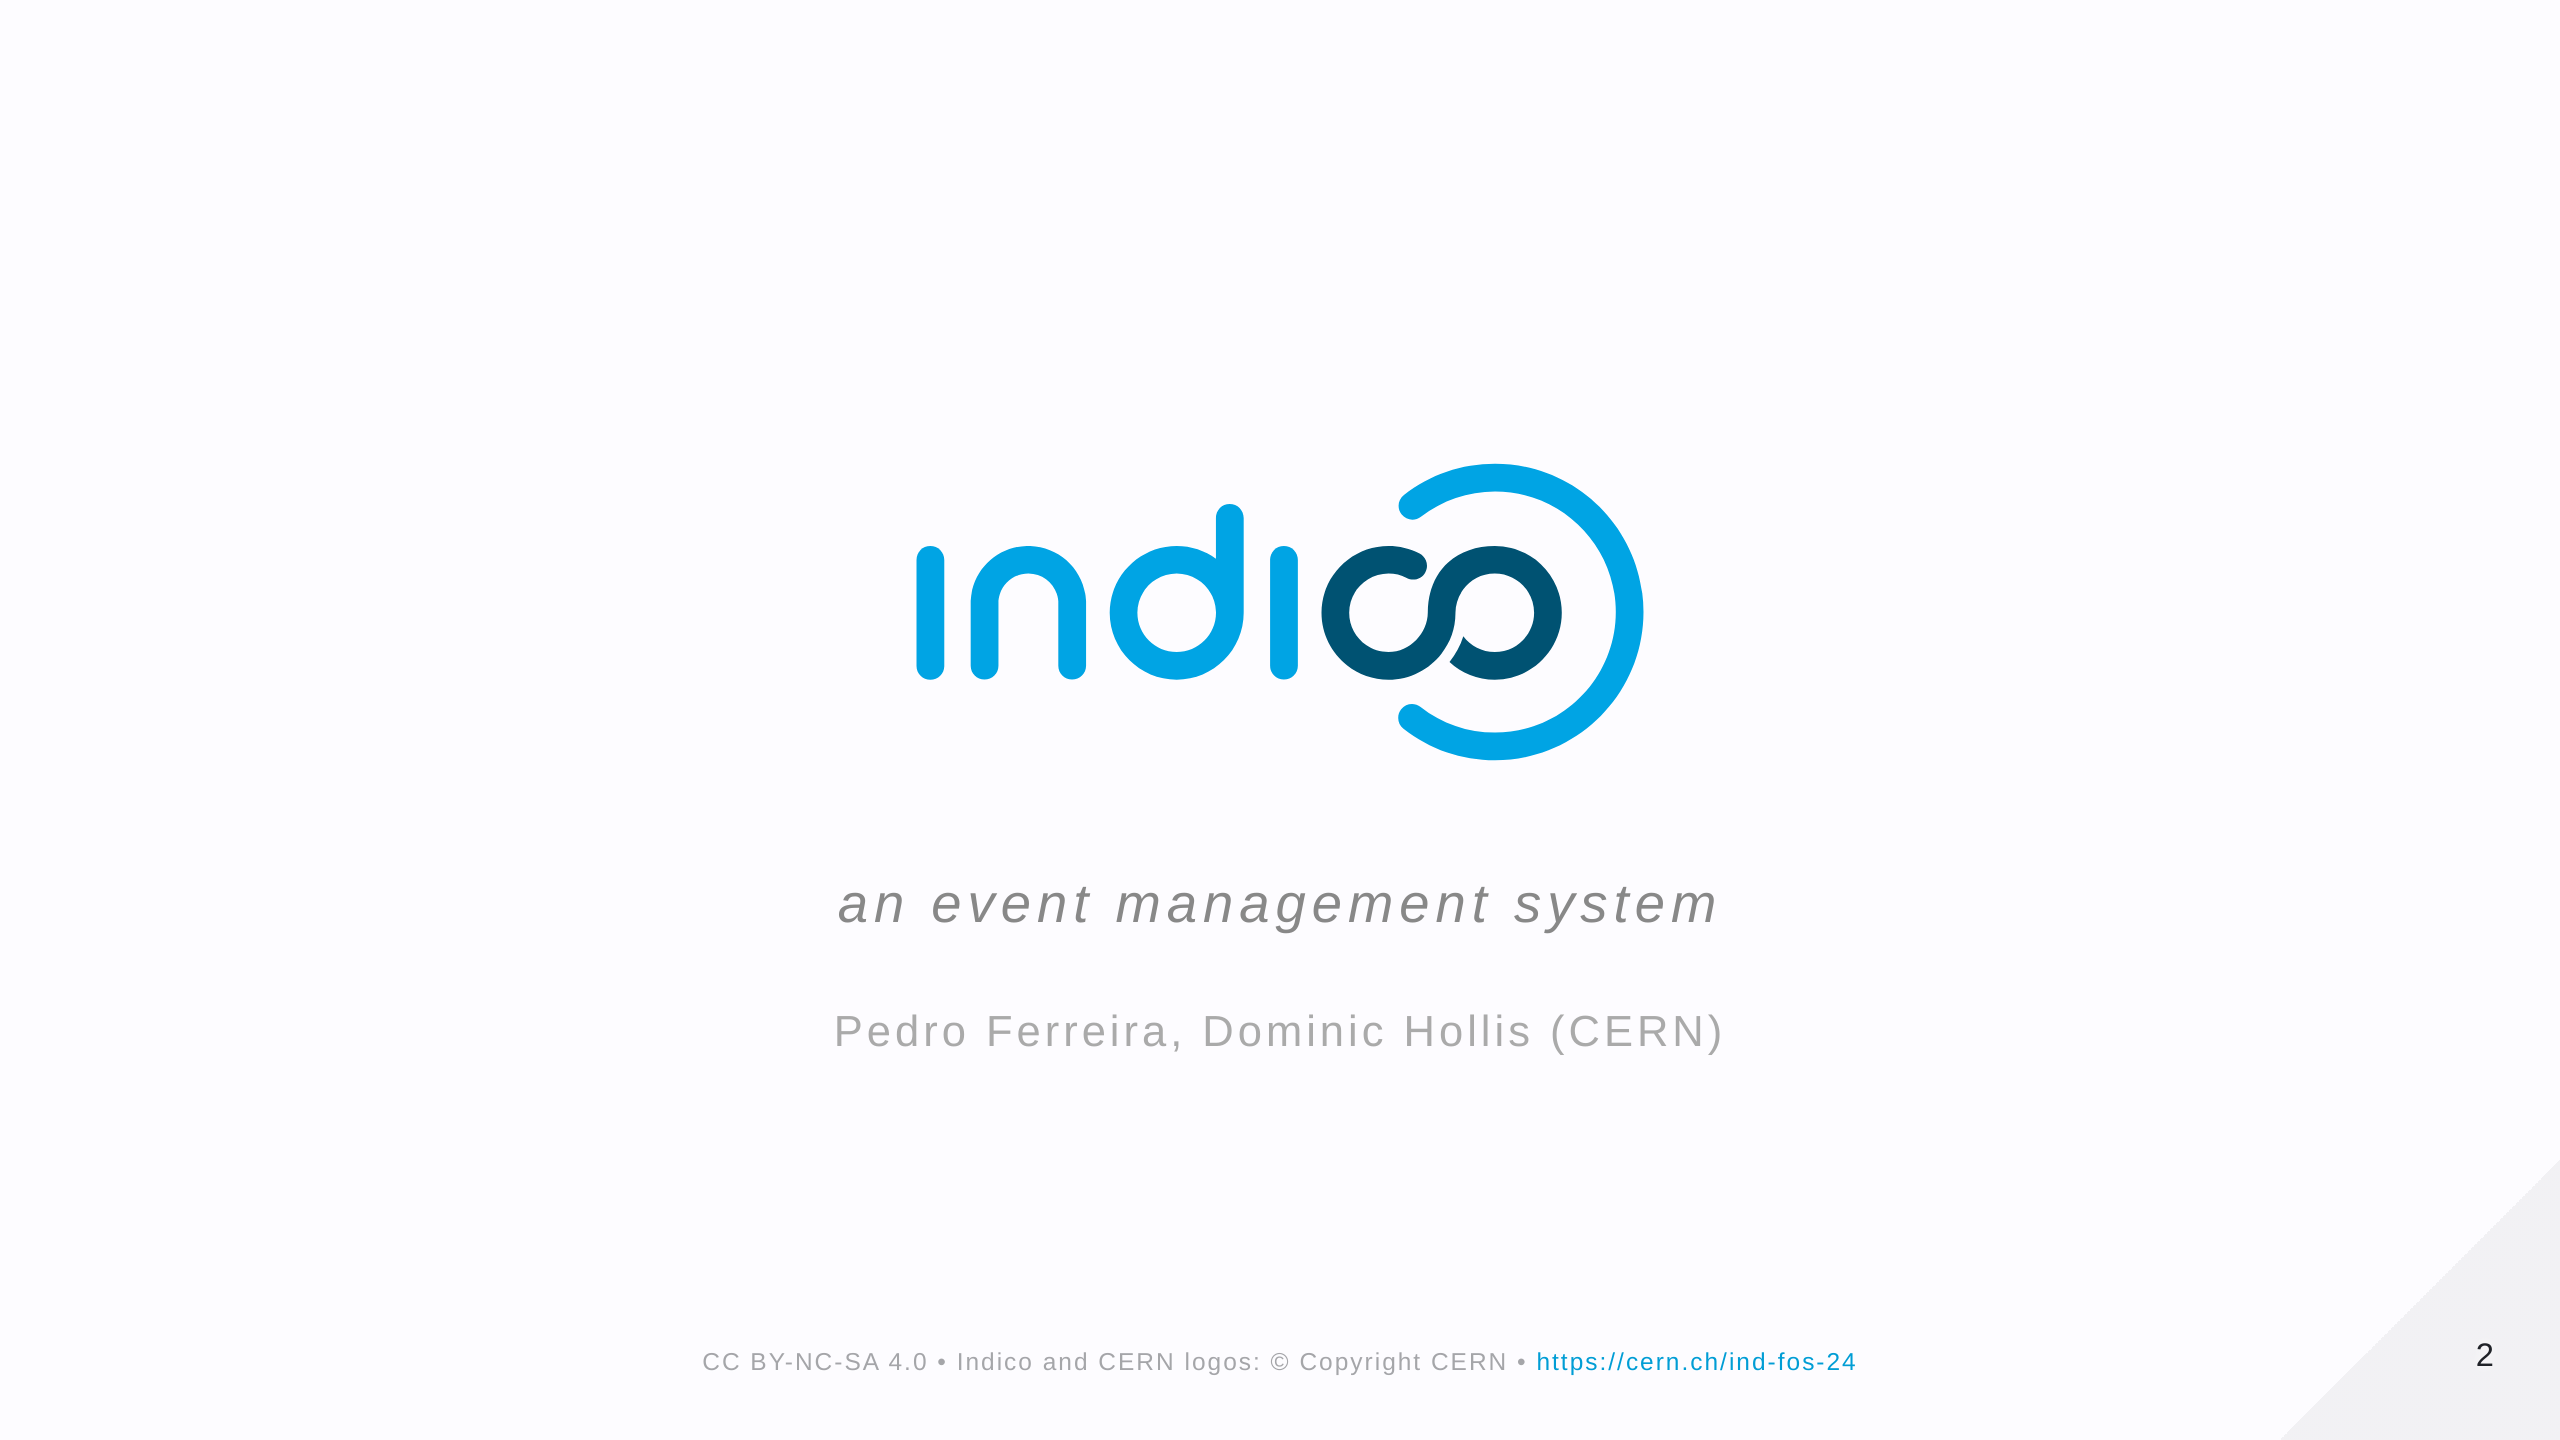 indico
an event management system
Pedro Ferreira, Dominic Hollis (CERN)
CC BY-NC-SA 4.0 • Indico and CERN logos: © Copyright CERN • https://cern.ch/ind-fos-24
2